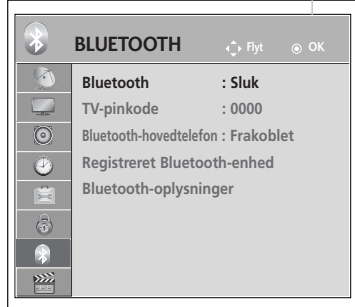 BLUETOOTH Flyt OK
Bluetooth : Sluk
TV-pinkode : 0000
Bluetooth-hovedtelefon : Frakoblet
Registreret Bluetooth-enhed
Bluetooth-oplysninger